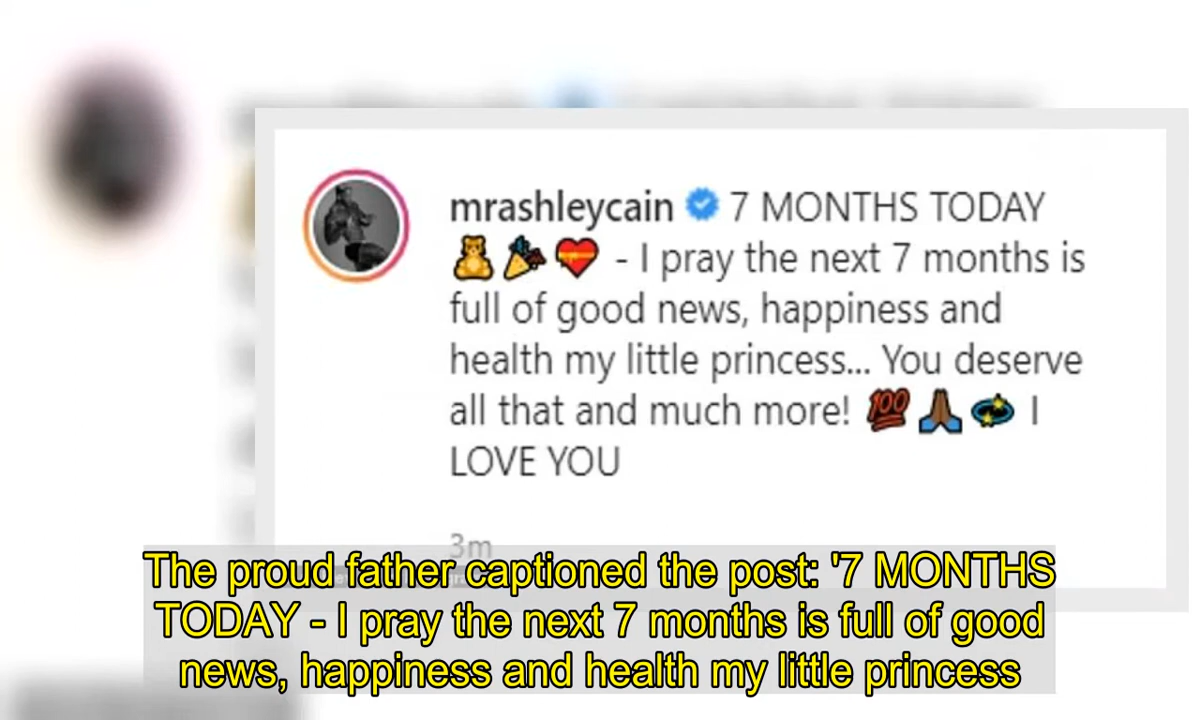 mrashleycain 7 MONTHS TODAY
🧸🎉💝 - I pray the next 7 months is
full of good news, happiness and
health my little princess... You deserve
all that and much more! 💯🙏🏾💫 I
LOVE YOU
3m
The proud father captioned the post: '7 MONTHS
TODAY - I pray the next 7 months is full of good
news, happiness and health my little princess